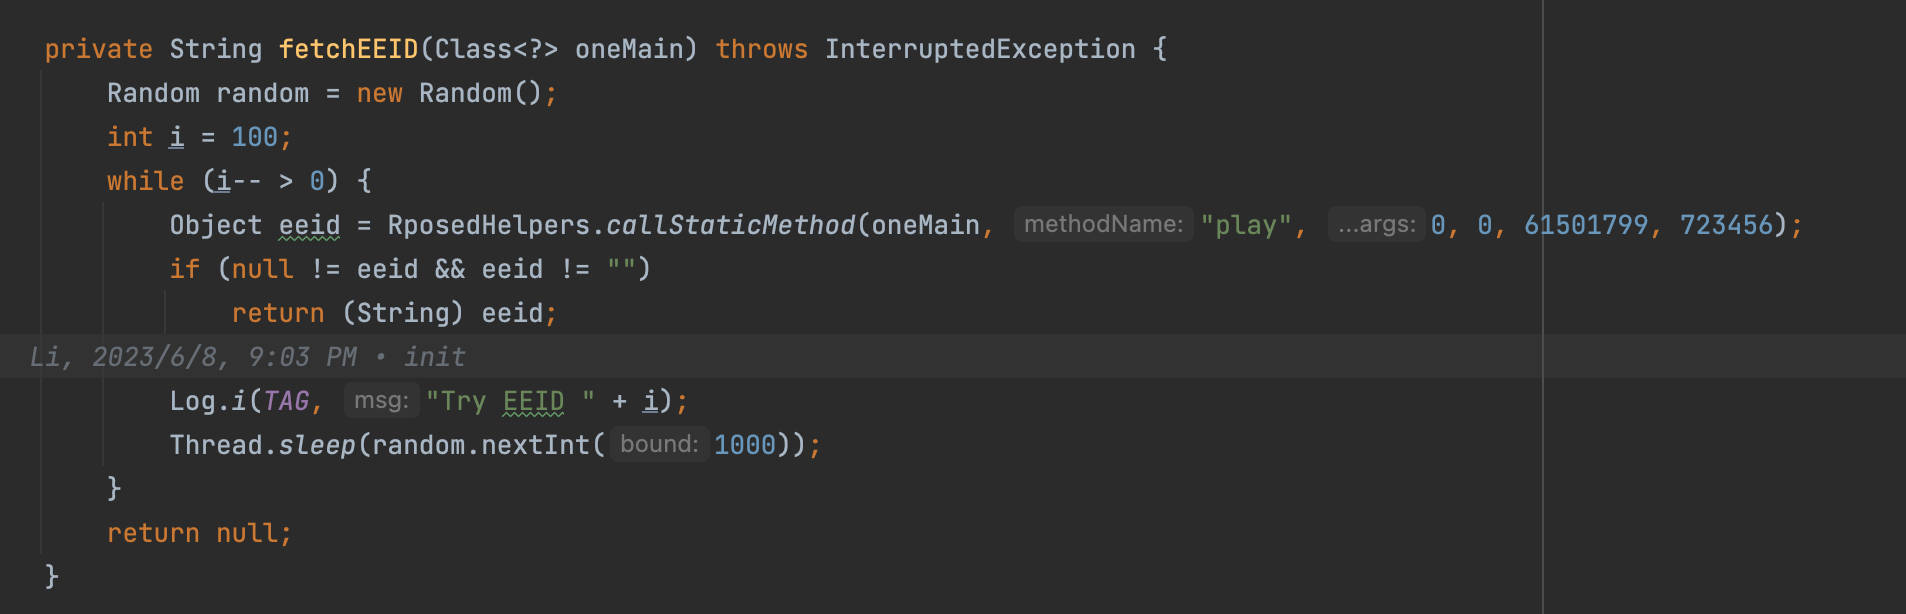 private String fetchEEID(Class<?> oneMain) throws InterruptedException {
Random random = new Random();
int i = 100;
while (i-- > 0) {
Object eeid = RposedHelpers.callStaticMethod(oneMain, methodName: "play", ...args: 0, 0, 61501799, 723456);
if (null != eeid && eeid != "")
return (String) eeid;
Li, 2023/6/8, 9:03 PM • init
Log.i(TAG, msg: "Try EEID " + i);
Thread.sleep(random.nextInt( bound: 1000));
}
return null;
}